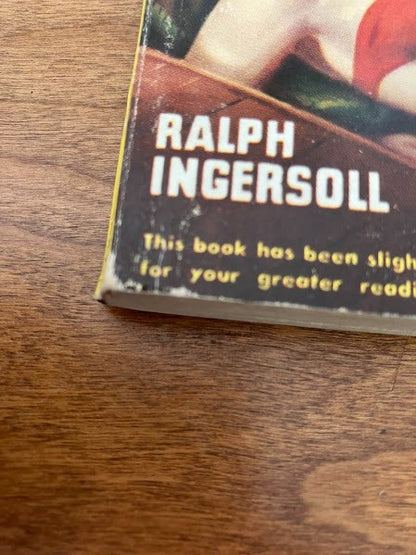 RALPH
INGERSOLL
This book has been sligh
for your greater readi